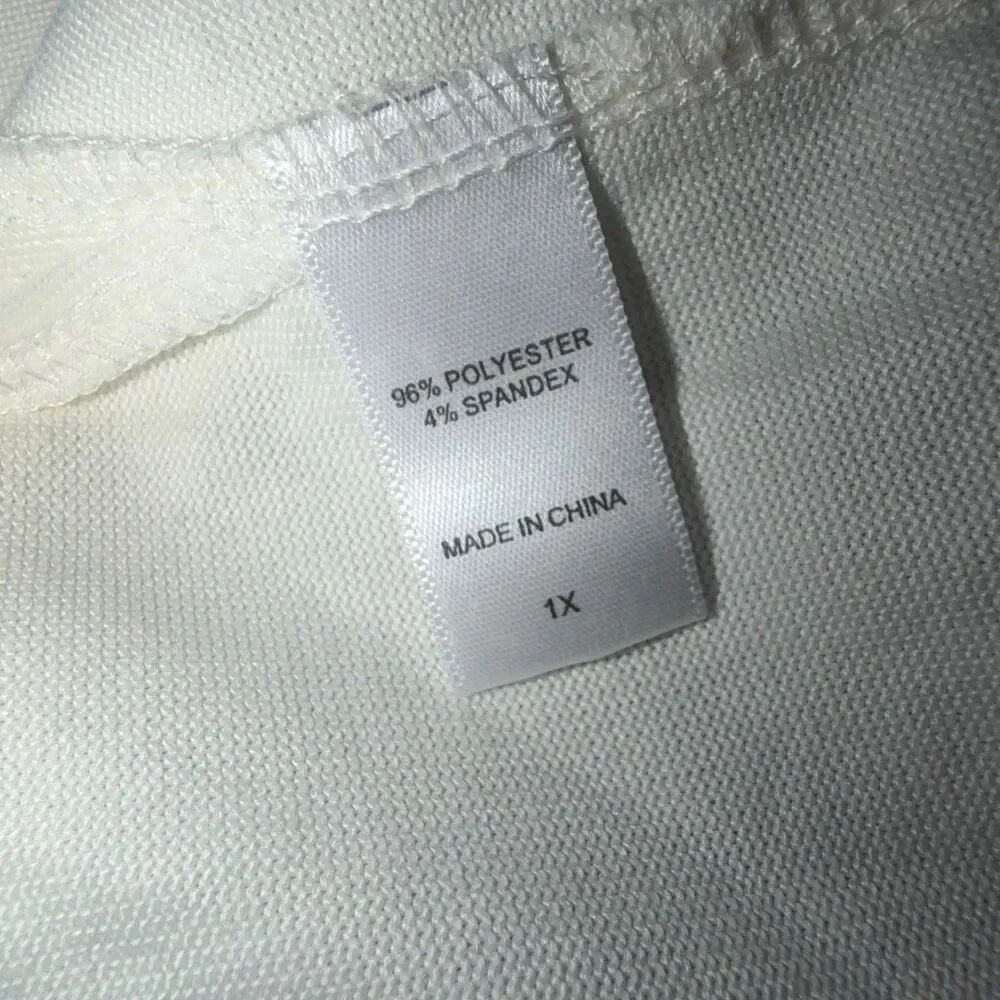 96% POLYESTER
4% SPANDEX
MADE IN CHINA
1X